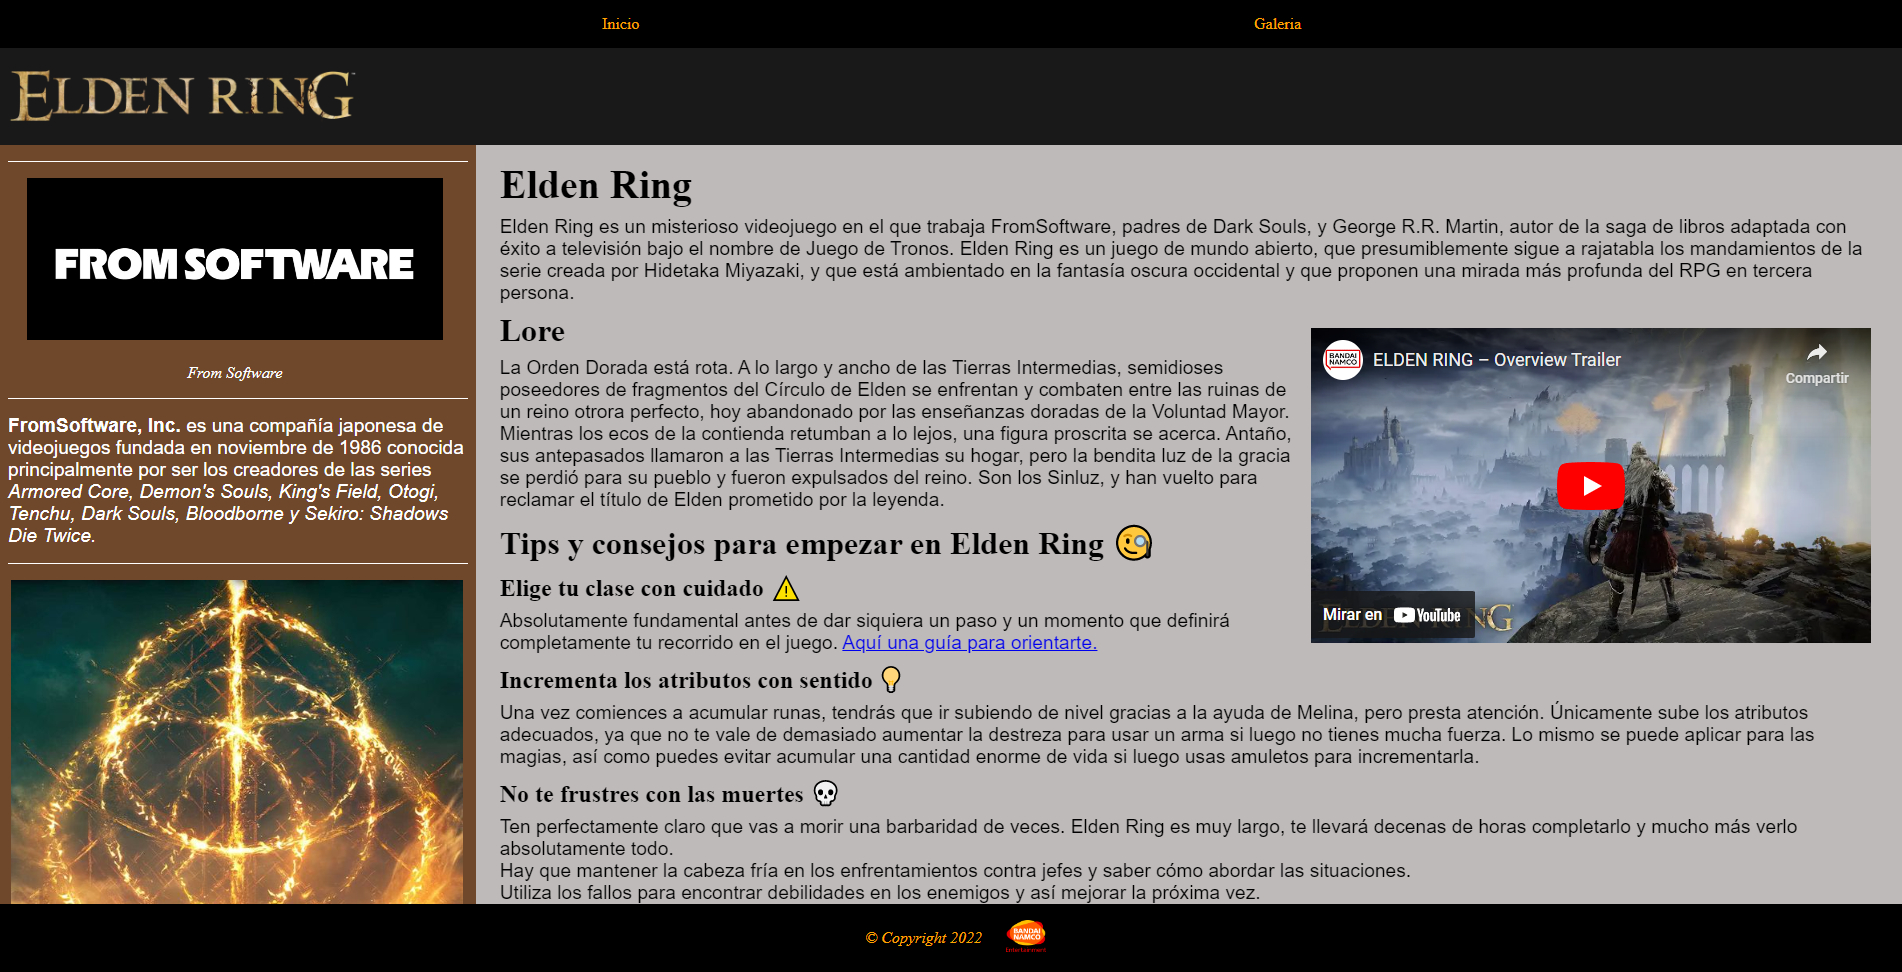 Inicio
Galeria
ELDEN RING
FROM SOFTWARE
From Software
FromSoftware, Inc. es una compañía japonesa de
videojuegos fundada en noviembre de 1986 conocida
principalmente por ser los creadores de las series
Armored Core, Demon's Souls, King's Field, Otogi,
Tenchu, Dark Souls, Bloodborne y Sekiro: Shadows
Die Twice.
Elden Ring
Elden Ring es un misterioso videojuego en el que trabaja FromSoftware, padres de Dark Souls, y George R.R. Martin, autor de la saga de libros adaptada con
éxito a televisión bajo el nombre de Juego de Tronos. Elden Ring es un juego de mundo abierto, que presumiblemente sigue a rajatabla los mandamientos de la
serie creada por Hidetaka Miyazaki, y que está ambientado en la fantasía oscura occidental y que proponen una mirada más profunda del RPG en tercera
persona.
Lore
La Orden Dorada está rota. A lo largo y ancho de las Tierras Intermedias, semidioses
poseedores de fragmentos del Círculo de Elden se enfrentan y combaten entre las ruinas de
un reino otrora perfecto, hoy abandonado por las enseñanzas doradas de la Voluntad Mayor.
Mientras los ecos de la contienda retumban a lo lejos, una figura proscrita se acerca. Antaño,
sus antepasados llamaron a las Tierras Intermedias su hogar, pero la bendita luz de la gracia
se perdió para su pueblo y fueron expulsados del reino. Son los Sinluz, y han vuelto para
reclamar el título de Elden prometido por la leyenda.
BANDAI
NAMCO
ELDEN RING – Overview Trailer
Compartir
Mirar en YouTube
Tips y consejos para empezar en Elden Ring 🧐
Elige tu clase con cuidado ⚠
Absolutamente fundamental antes de dar siquiera un paso y un momento que definirá
completamente tu recorrido en el juego. Aquí una guía para orientarte.
Incrementa los atributos con sentido 💡
Una vez comiences a acumular runas, tendrás que ir subiendo de nivel gracias a la ayuda de Melina, pero presta atención. Únicamente sube los atributos
adecuados, ya que no te vale de demasiado aumentar la destreza para usar un arma si luego no tienes mucha fuerza. Lo mismo se puede aplicar para las
magias, así como puedes evitar acumular una cantidad enorme de vida si luego usas amuletos para incrementarla.
No te frustres con las muertes 💀
Ten perfectamente claro que vas a morir una barbaridad de veces. Elden Ring es muy largo, te llevará decenas de horas completarlo y mucho más verlo
absolutamente todo.
Hay que mantener la cabeza fría en los enfrentamientos contra jefes y saber cómo abordar las situaciones.
Utiliza los fallos para encontrar debilidades en los enemigos y así mejorar la próxima vez.
© Copyright 2022
BANDAI
NAMCO
Entertainment